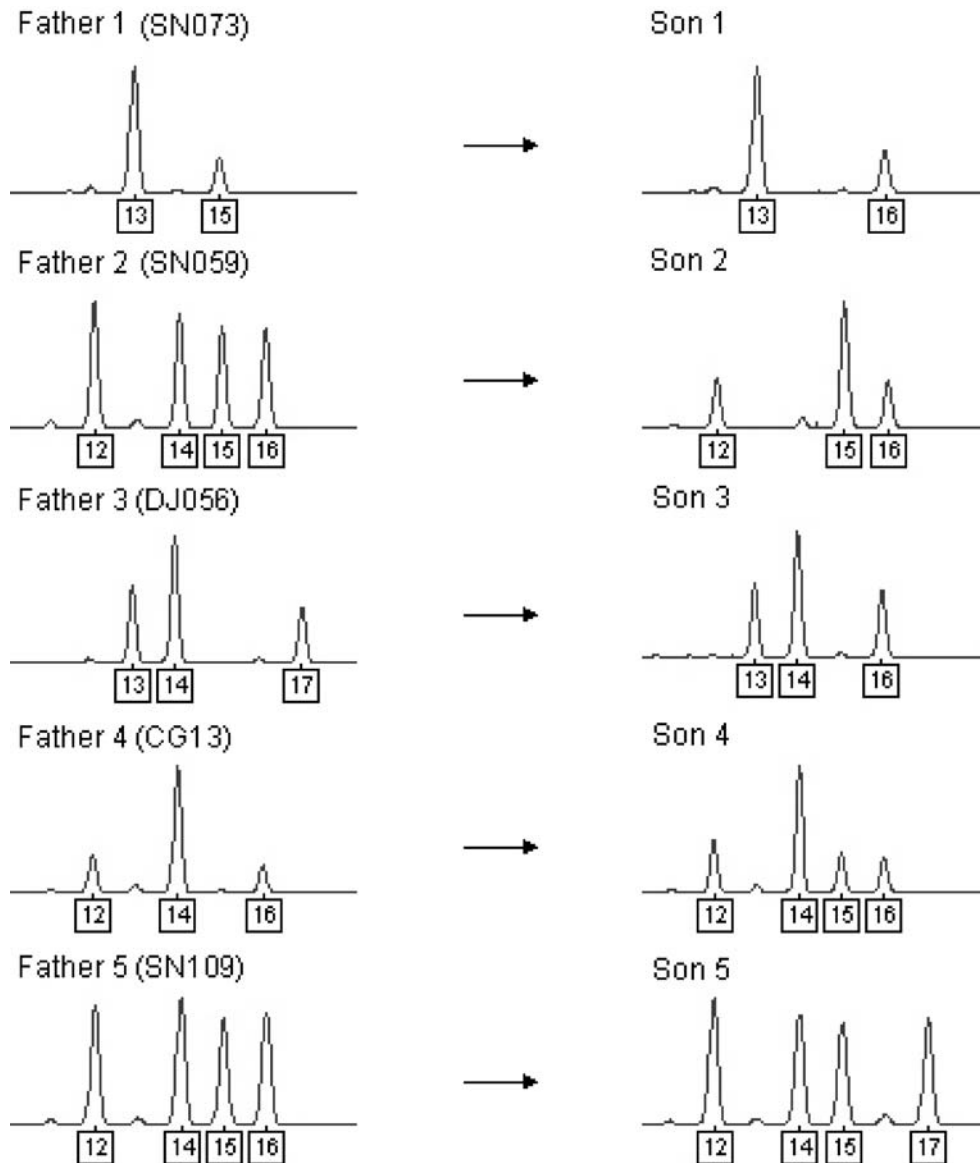 Father 1 (SN073) Son 1
13 15 13 16
Father 2 (SN059) Son 2
12 14 15 16 12 15 16
Father 3 (DJ056) Son 3
13 14 17 13 14 16
Father 4 (CG13) Son 4
12 14 16 12 14 15 16
Father 5 (SN109) Son 5
12 14 15 16 12 14 15 17